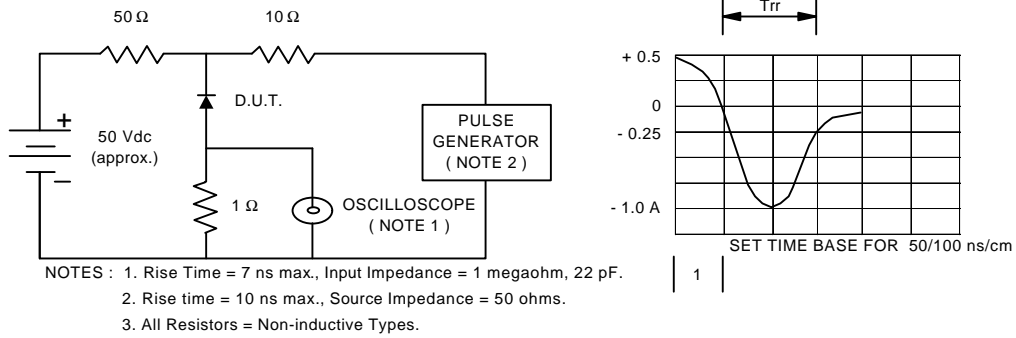 50 Ω
10 Ω
Trr
+
50 Vdc
(approx.)
D.U.T.
PULSE
GENERATOR
( NOTE 2 )
1 Ω
OSCILLOSCOPE
( NOTE 1 )
+ 0.5
0
- 0.25
- 1.0 A
SET TIME BASE FOR 50/100 ns/cm
1
NOTES : 1. Rise Time = 7 ns max., Input Impedance = 1 megaohm, 22 pF.
2. Rise time = 10 ns max., Source Impedance = 50 ohms.
3. All Resistors = Non-inductive Types.